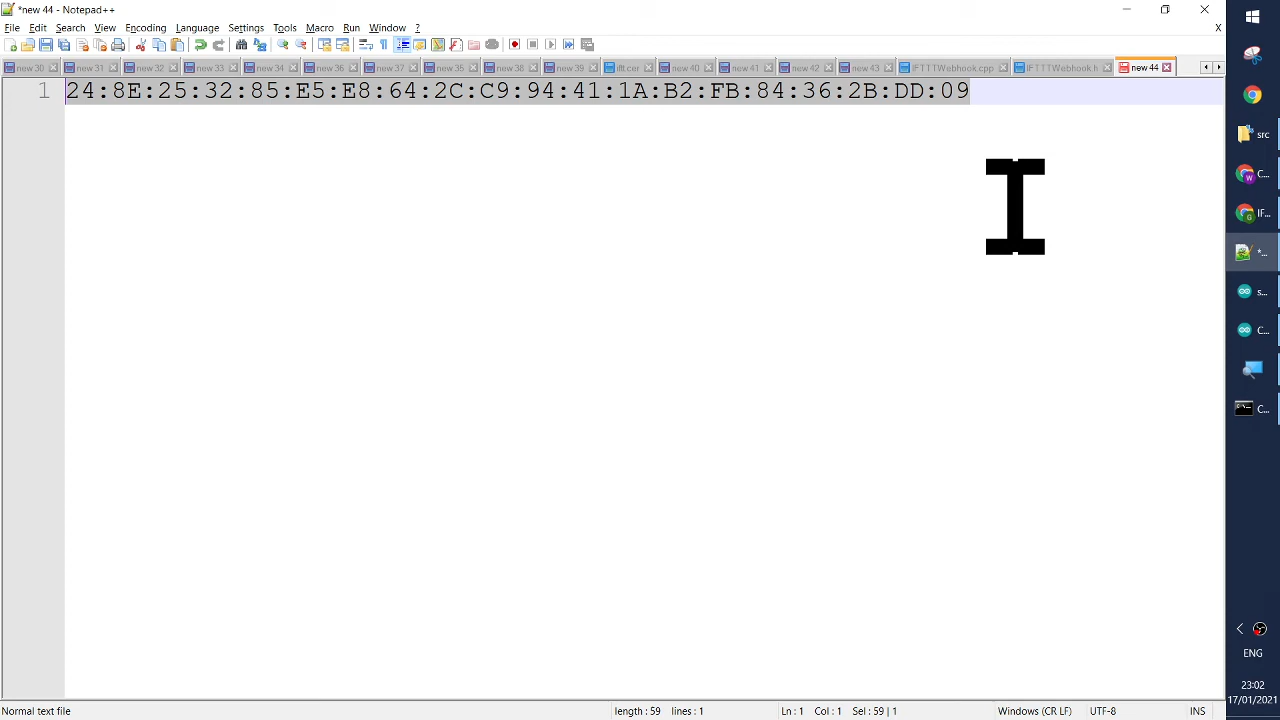 *new 44 - Notepad++
File Edit Search View Encoding Language Settings Tools Macro Run Window ?
X
new 30 new 31 new 32 new 33 new 34 new 36 new 37 new 35 new 38 new 39 ifft cer new 40 new 41 new 42 new 43 IFTTTWebhook.cpp IFTTTWebhook.h new 44
1 24:8E:25:32:85:E5:E8:64:2C:C9:94:41:1A:B2:FB:84:36:2B:DD:09
src
C...
IF...
*...
s...
C...
C...
ENG
23:02
17/01/2021
Normal text file length : 59 lines : 1 Ln : 1 Col : 1 Sel : 59 | 1 Windows (CR LF) UTF-8 INS